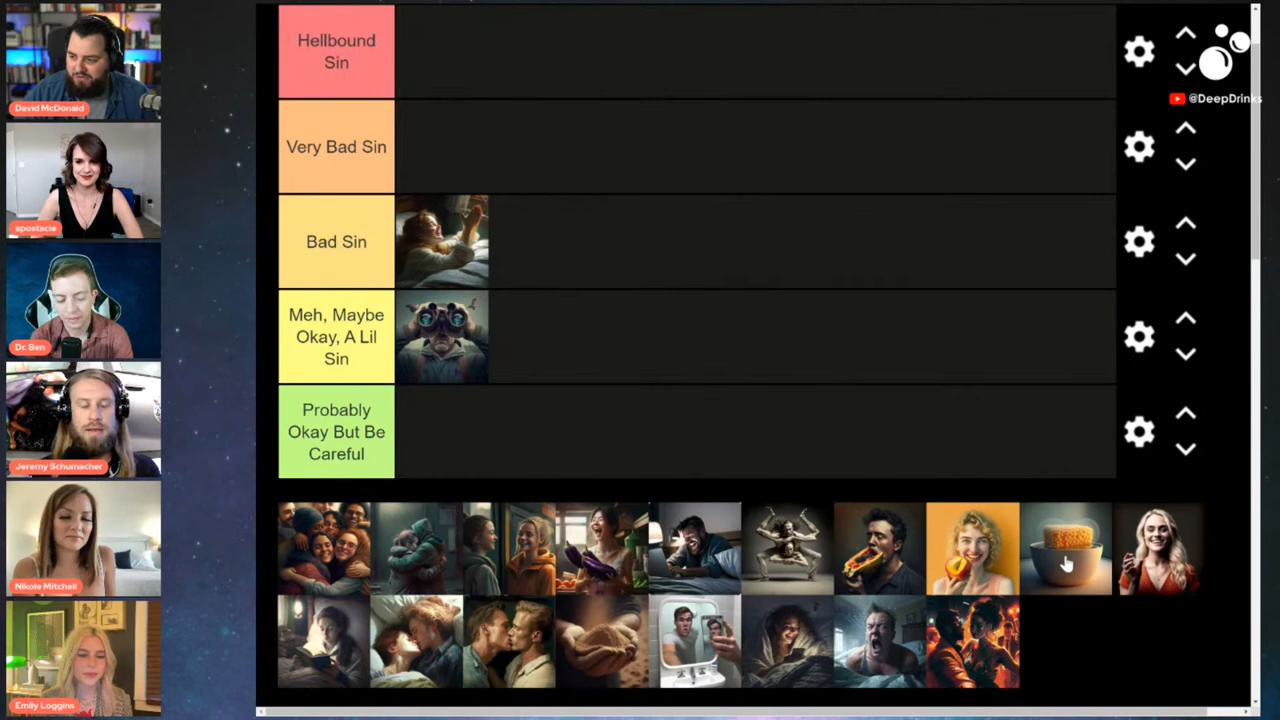 David McDonald
apostacie
Dr. Ben
Jeremy Schumacher
Nikole Mitchell
Emily Loggins
Hellbound
Sin
Very Bad Sin
Bad Sin
Meh, Maybe
Okay, A Lil
Sin
Probably
Okay But Be
Careful
@DeepDrinks